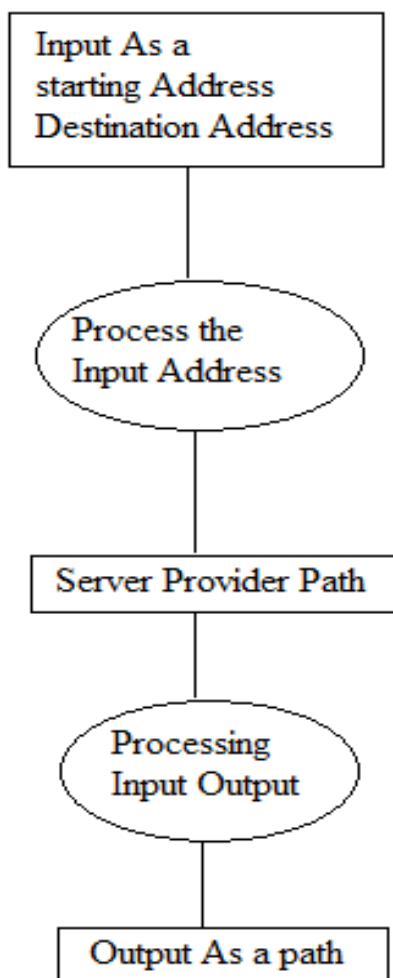 Input As a
starting Address
Destination Address
Process the
Input Address
Server Provider Path
Processing
Input Output
Output As a path